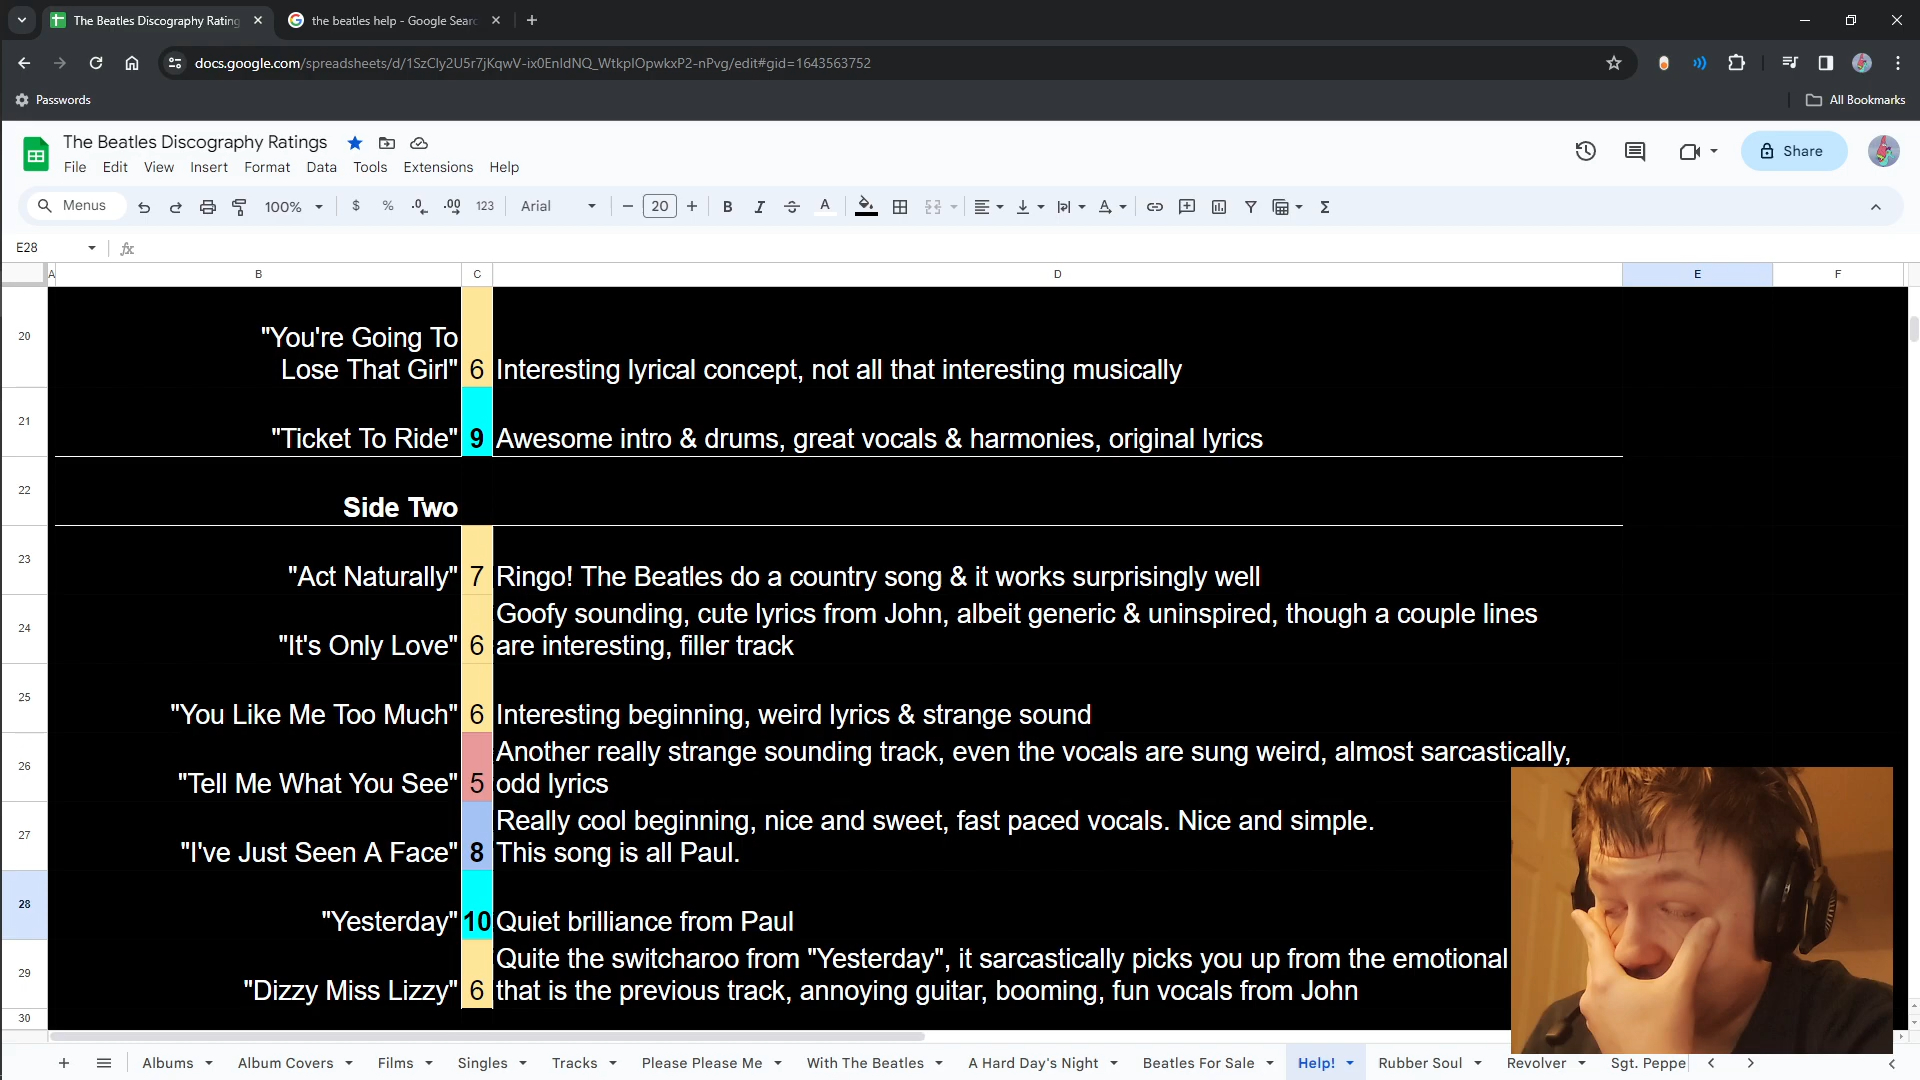 The Beatles Discography Rating
the beatles help - Google Sear
docs.google.com/spreadsheets/d/1SzCly2U5r7jKqwV-ix0EnIdNQ_WtkpIOpwkxP2-nPvg/edit#gid=1643563752
Passwords
All Bookmarks
The Beatles Discography Ratings
File Edit View Insert Format Data Tools Extensions Help
Share
Menus
100%
$ % .0 .00 123
Arial
20
B I A
E28
fx
A B C D E F
20 "You're Going To
Lose That Girl" 6 Interesting lyrical concept, not all that interesting musically
21 "Ticket To Ride" 9 Awesome intro & drums, great vocals & harmonies, original lyrics
22 Side Two
23 "Act Naturally" 7 Ringo! The Beatles do a country song & it works surprisingly well
Goofy sounding, cute lyrics from John, albeit generic & uninspired, though a couple lines
24 "It's Only Love" 6 are interesting, filler track
25 "You Like Me Too Much" 6 Interesting beginning, weird lyrics & strange sound
Another really strange sounding track, even the vocals are sung weird, almost sarcastically,
26 "Tell Me What You See" 5 odd lyrics
Really cool beginning, nice and sweet, fast paced vocals. Nice and simple.
27 "I've Just Seen A Face" 8 This song is all Paul.
28 "Yesterday" 10 Quiet brilliance from Paul
Quite the switcharoo from "Yesterday", it sarcastically picks you up from the emotional
29 "Dizzy Miss Lizzy" 6 that is the previous track, annoying guitar, booming, fun vocals from John
30
Albums Album Covers Films Singles Tracks Please Please Me With The Beatles A Hard Day's Night Beatles For Sale Help! Rubber Soul Revolver Sgt. Peppe